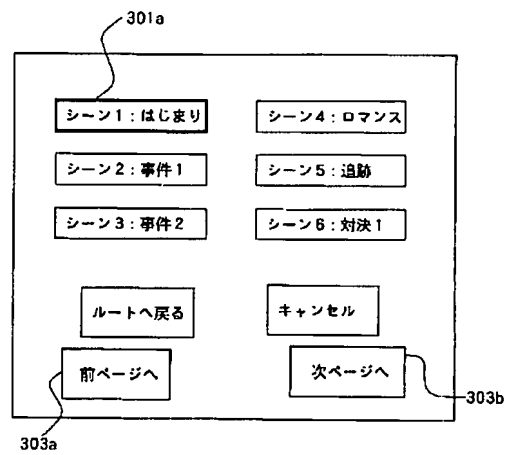 301a
シーン1：はじまり
シーン4：ロマンス
シーン2：事件1
シーン5：追跡
シーン3：事件2
シーン6：対決1
ルートへ戻る
キャンセル
前ページへ
次ページへ
303b
303a